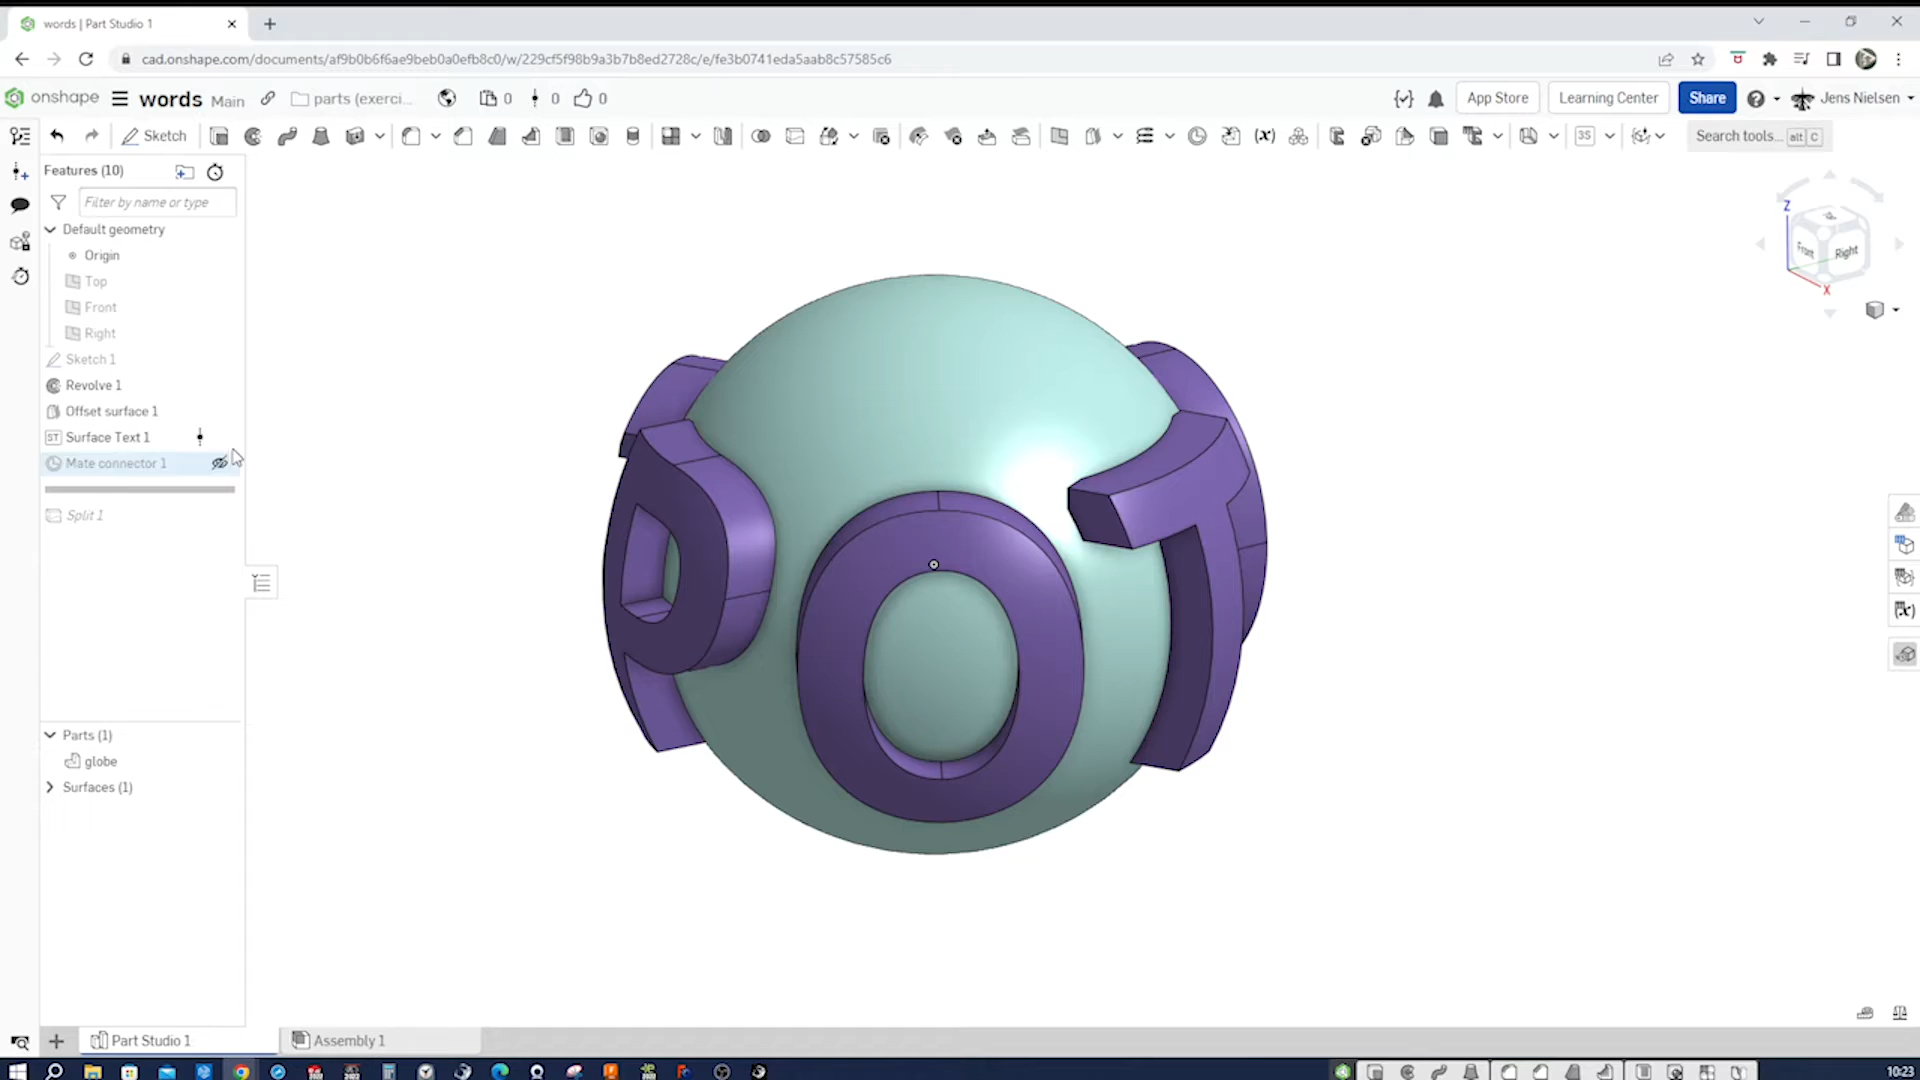 words | Part Studio 1
cad.onshape.com/documents/af9b0b6f6ae9beb0a0efb8c0/w/229cf5f98b9a3b7b8ed2728c/e/fe3b0741eda5aab8c57585c6
onshape words Main parts (exerci... 0 0 0 App Store Learning Center Share Jens Nielsen
Sketch Search tools... alt C
Features (10)
Filter by name or type
Default geometry
Origin
Top
Front
Right
Sketch 1
Revolve 1
Offset surface 1
ST Surface Text 1
Mate connector 1
Split 1
Parts (1)
globe
Surfaces (1)
Z
Front Right
X
P O T
Part Studio 1 Assembly 1
10:23